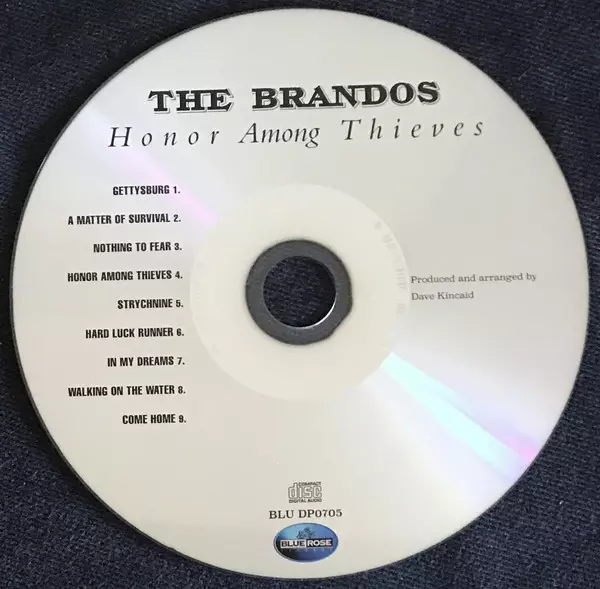 THE BRANDOS
Honor Among Thieves
GETTYSBURG 1.
A MATTER OF SURVIVAL 2.
NOTHING TO FEAR 3.
HONOR AMONG THIEVES 4.
STRYCHNINE 5.
HARD LUCK RUNNER 6.
IN MY DREAMS 7.
WALKING ON THE WATER 8.
COME HOME 9.
Produced and arranged by
Dave Kincaid
COMPACT
disc
DIGITAL AUDIO
BLU DP0705
BLUE ROSE